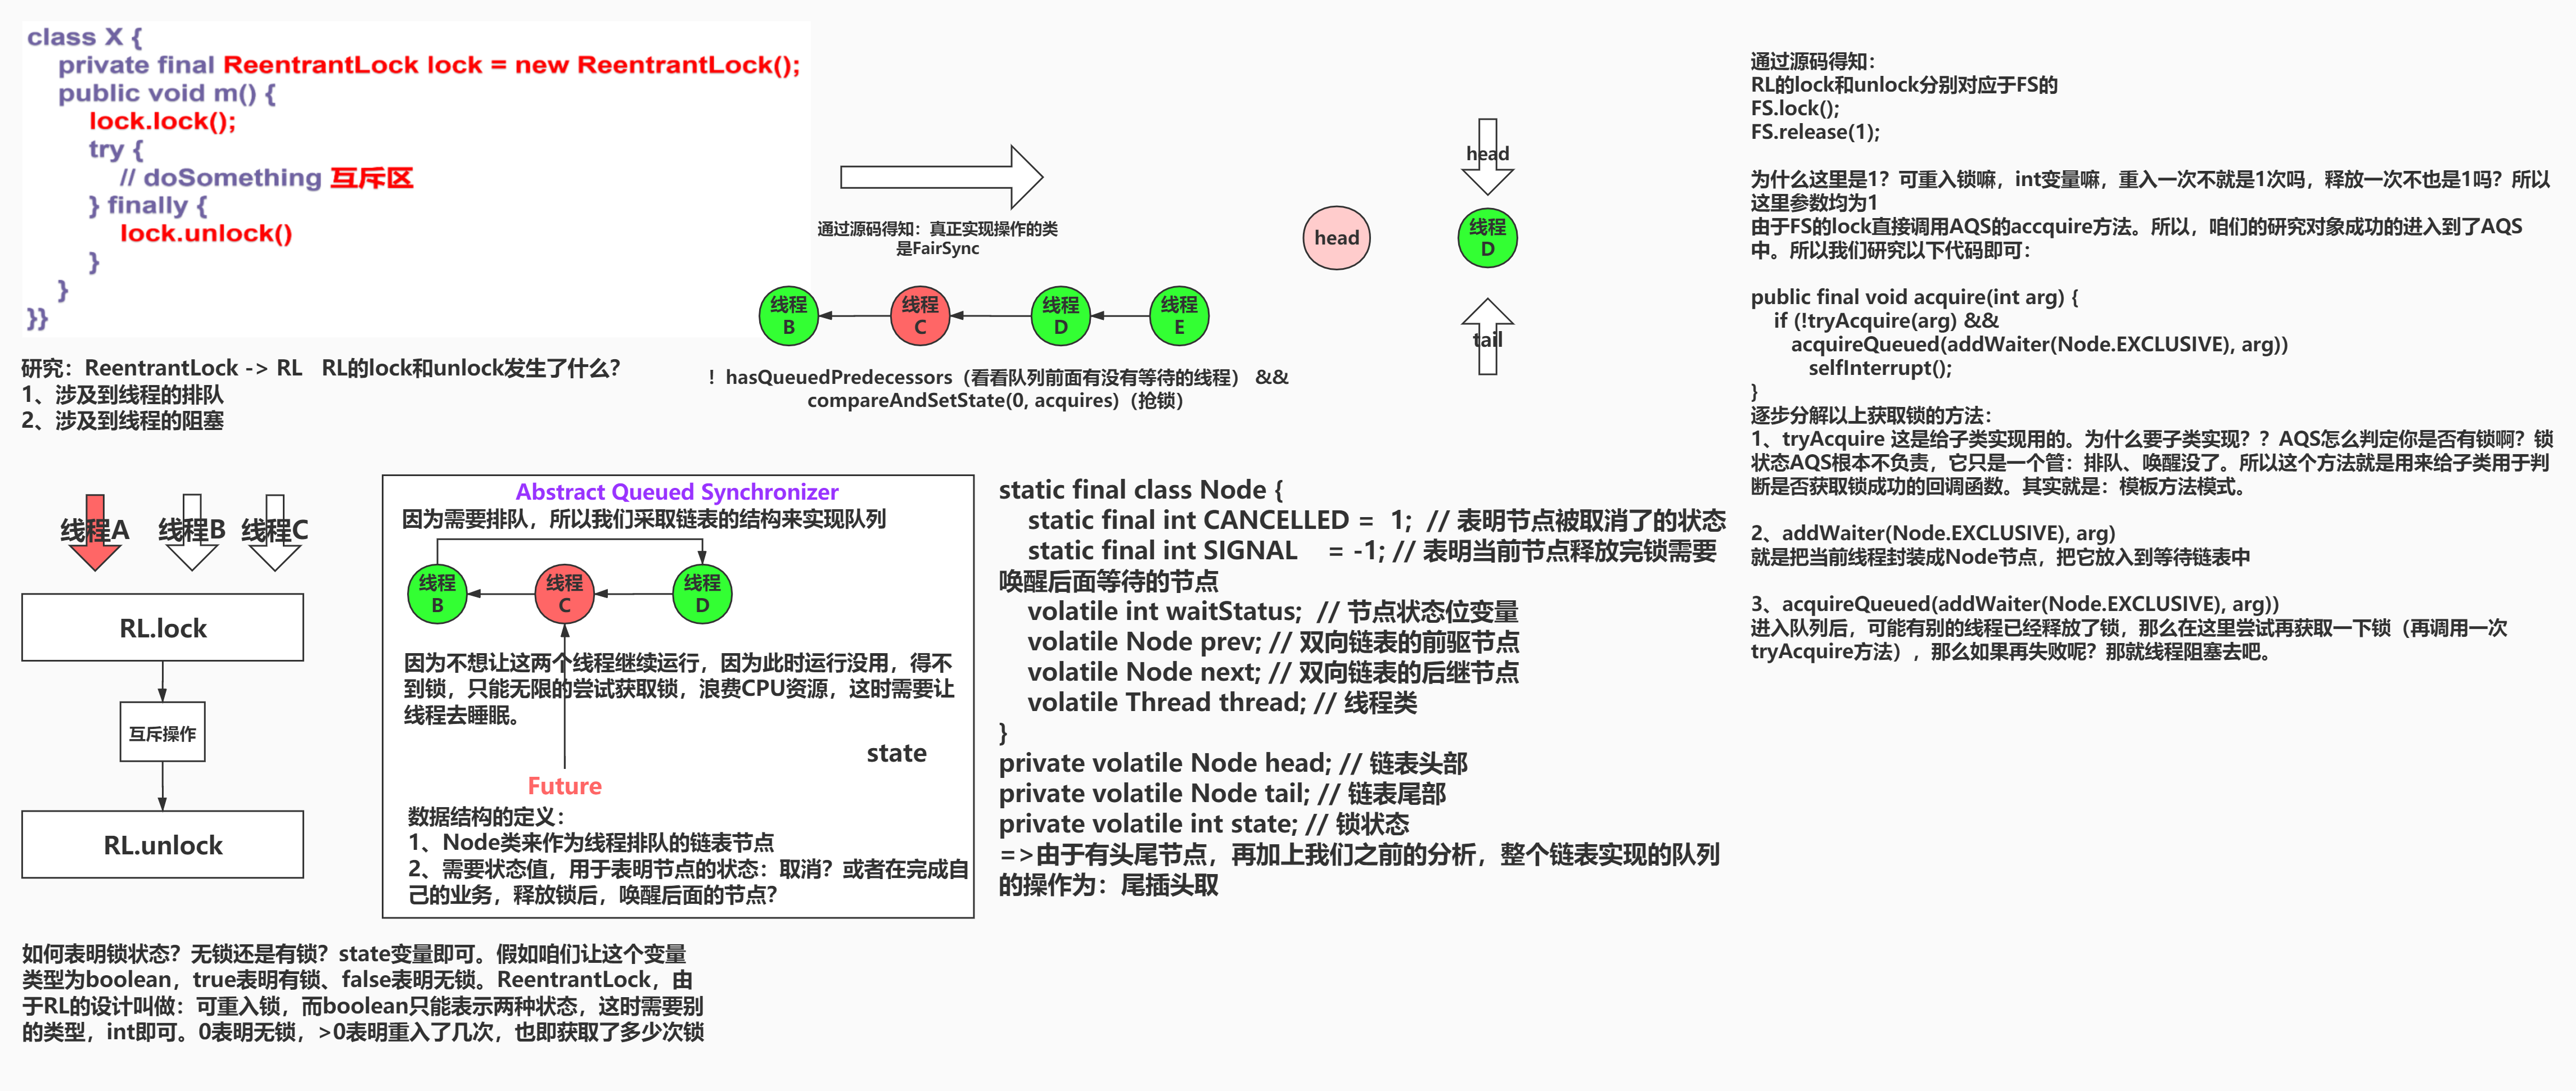 class X {
private final ReentrantLock lock = new ReentrantLock();
public void m() {
lock.lock();
try {
// doSomething 互斥区
} finally {
lock.unlock()
}
}
}}
研究：ReentrantLock -> RL RL的lock和unlock发生了什么？
1、涉及到线程的排队
2、涉及到线程的阻塞
通过源码得知：真正实现操作的类
是FairSync
线程
B
线程
C
线程
D
线程
E
！hasQueuedPredecessors（看看队列前面有没有等待的线程） &&
compareAndSetState(0, acquires)（抢锁）
head
head
线程
D
tail
线程A
线程B
线程C
RL.lock
互斥操作
RL.unlock
Abstract Queued Synchronizer
因为需要排队，所以我们采取链表的结构来实现队列
线程
B
线程
C
线程
D
因为不想让这两个线程继续运行，因为此时运行没用，得不
到锁，只能无限的尝试获取锁，浪费CPU资源，这时需要让
线程去睡眠。
state
Future
数据结构的定义：
1、Node类来作为线程排队的链表节点
2、需要状态值，用于表明节点的状态：取消？或者在完成自
己的业务，释放锁后，唤醒后面的节点？
如何表明锁状态？无锁还是有锁？state变量即可。假如咱们让这个变量
类型为boolean，true表明有锁、false表明无锁。ReentrantLock，由
于RL的设计叫做：可重入锁，而boolean只能表示两种状态，这时需要别
的类型，int即可。0表明无锁，>0表明重入了几次，也即获取了多少次锁
static final class Node {
static final int CANCELLED = 1; // 表明节点被取消了的状态
static final int SIGNAL = -1; // 表明当前节点释放完锁需要
唤醒后面等待的节点
volatile int waitStatus; // 节点状态位变量
volatile Node prev; // 双向链表的前驱节点
volatile Node next; // 双向链表的后继节点
volatile Thread thread; // 线程类
}
private volatile Node head; // 链表头部
private volatile Node tail; // 链表尾部
private volatile int state; // 锁状态
=>由于有头尾节点，再加上我们之前的分析，整个链表实现的队列
的操作为：尾插头取
通过源码得知：
RL的lock和unlock分别对应于FS的
FS.lock();
FS.release(1);
为什么这里是1？可重入锁嘛，int变量嘛，重入一次不就是1次吗，释放一次不也是1吗？所以
这里参数均为1
由于FS的lock直接调用AQS的accquire方法。所以，咱们的研究对象成功的进入到了AQS
中。所以我们研究以下代码即可：
public final void acquire(int arg) {
if (!tryAcquire(arg) &&
acquireQueued(addWaiter(Node.EXCLUSIVE), arg))
selfInterrupt();
}
逐步分解以上获取锁的方法：
1、tryAcquire 这是给子类实现用的。为什么要子类实现？？AQS怎么判定你是否有锁啊？锁
状态AQS根本不负责，它只是一个管：排队、唤醒没了。所以这个方法就是用来给子类用于判
断是否获取锁成功的回调函数。其实就是：模板方法模式。
2、addWaiter(Node.EXCLUSIVE), arg)
就是把当前线程封装成Node节点，把它放入到等待链表中
3、acquireQueued(addWaiter(Node.EXCLUSIVE), arg))
进入队列后，可能有别的线程已经释放了锁，那么在这里尝试再获取一下锁（再调用一次
tryAcquire方法），那么如果再失败呢？那就线程阻塞去吧。